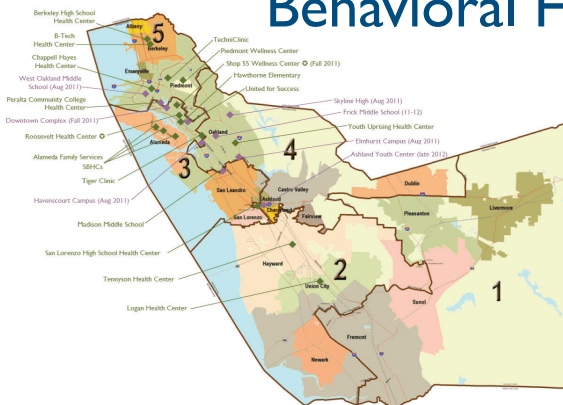 Behavioral H
Berkeley High School
Health Center
B-Tech
Health Center
Chappell Hayes
Health Center
West Oakland Middle
School (Aug 2011)
Peralta Community College
Health Center
Downtown Complex (Fall 2011)
Roosevelt Health Center
Alameda Family Services
SBHCs
Tiger Clinic
Havenscourt Campus (Aug 2011)
Madison Middle School
San Lorenzo High School Health Center
Tennyson Health Center
Logan Health Center
TechniClinic
Piedmont Wellness Center
Shop 55 Wellness Center (Fall 2011)
Hawthorne Elementary
United for Success
Skyline High (Aug 2011)
Frick Middle School (11-12)
Youth Uprising Health Center
Elmhurst Campus (Aug 2011)
Ashland Youth Center (late 2012)
Albany
5
Berkeley
Emeryville
Piedmont
Oakland
Alameda
4
3
San Leandro
Ashland
Castro Valley
Cherryland
San Lorenzo
Fairview
Dublin
Pleasanton
Livermore
Hayward
2
Union City
Sunol
1
Fremont
Newark